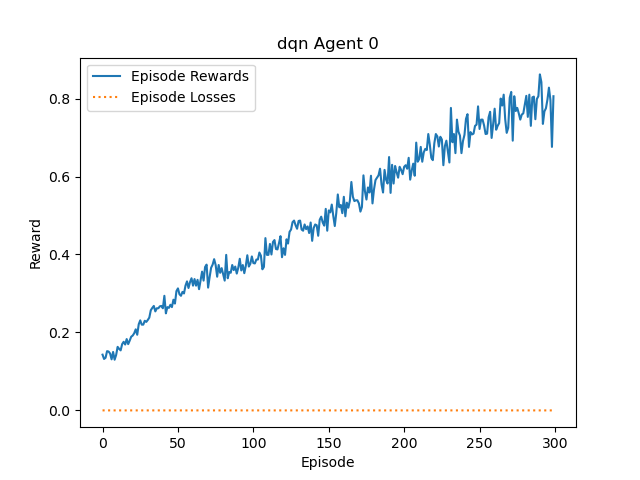 dqn Agent 0
Episode Rewards
Episode Losses
Reward
0.8
0.6
0.4
0.2
0.0
0 50 100 150 200 250 300
Episode